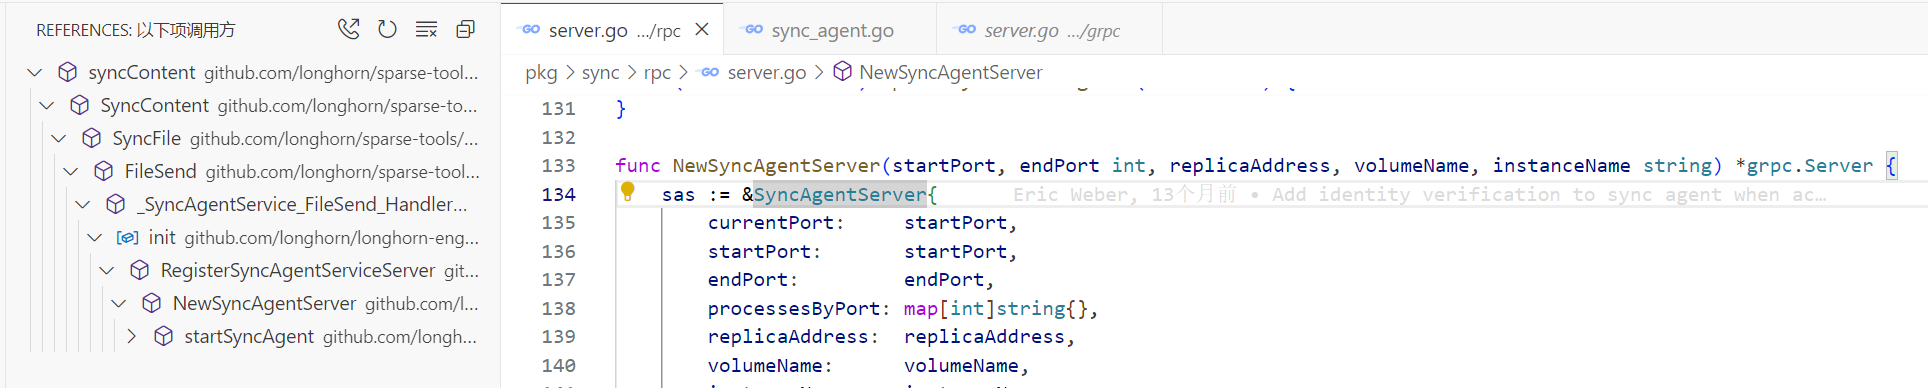 REFERENCES: 以下项调用方
syncContent github.com/longhorn/sparse-tool...
SyncContent github.com/longhorn/sparse-to...
SyncFile github.com/longhorn/sparse-tools/...
FileSend github.com/longhorn/sparse-tool...
_SyncAgentService_FileSend_Handler...
init github.com/longhorn/longhorn-eng...
RegisterSyncAgentServiceServer git...
NewSyncAgentServer github.com/l...
startSyncAgent github.com/longh...
GO server.go .../rpc
GO sync_agent.go
GO server.go .../grpc
pkg > sync > rpc > GO server.go > NewSyncAgentServer
131 }
132
133 func NewSyncAgentServer(startPort, endPort int, replicaAddress, volumeName, instanceName string) *grpc.Server {
134 sas := &SyncAgentServer{ Eric Weber, 13个月前 • Add identity verification to sync agent when ac…
135 currentPort: startPort,
136 startPort: startPort,
137 endPort: endPort,
138 processesByPort: map[int]string{},
139 replicaAddress: replicaAddress,
140 volumeName: volumeName,